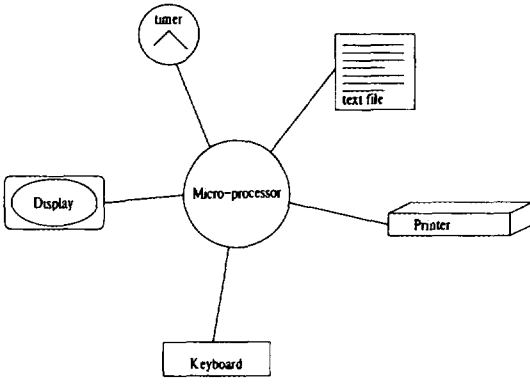 timer
text file
Micro-processor
Display
Printer
Keyboard